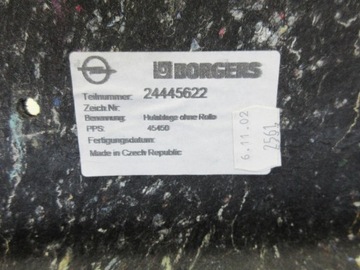 BORGERS
Teilnummer: 24445622
Zeich.Nr:
Benennung: Hutablage ohne Rollo
PPS: 45450
Fertigungsdatum:
Made in Czech Republic
6.11.02
2561